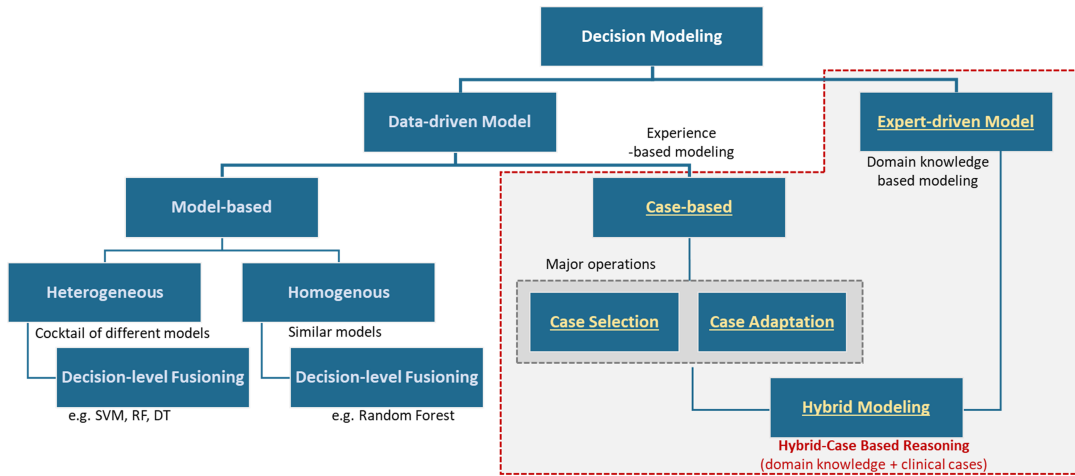 Decision Modeling
Data-driven Model
Expert-driven Model
Experience
-based modeling
Domain knowledge
based modeling
Model-based
Case-based
Major operations
Heterogeneous
Homogenous
Cocktail of different models
Similar models
Case Selection
Case Adaptation
Decision-level Fusioning
Decision-level Fusioning
e.g. SVM, RF, DT
e.g. Random Forest
Hybrid Modeling
Hybrid-Case Based Reasoning
(domain knowledge + clinical cases)